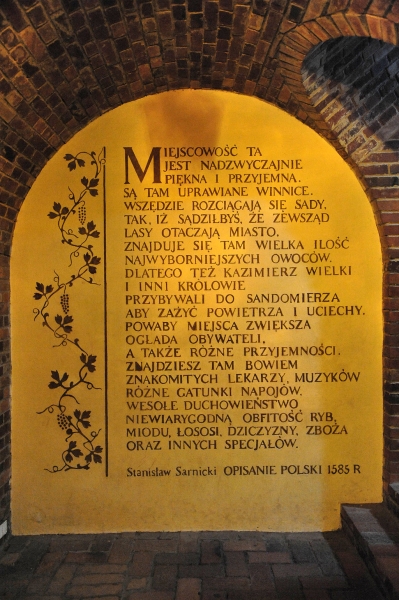 MIEJSCOWOŚĆ TA
JEST NADZWYCZAJNIE
PIĘKNA I PRZYJEMNA.
SĄ TAM UPRAWIANE WINNICE.
WSZĘDZIE ROZCIĄGAJĄ SIĘ SADY,
TAK, IŻ SĄDZIŁBYŚ, ŻE ZEWSZĄD
LASY OTACZAJĄ MIASTO.
ZNAJDUJE SIĘ TAM WIELKA ILOŚĆ
NAJWYBORNIEJSZYCH OWOCÓW.
DLATEGO TEŻ KAZIMIERZ WIELKI
I INNI KRÓLOWIE
PRZYBYWALI DO SANDOMIERZA
ABY ZAŻYĆ POWIETRZA I UCIECHY.
POWABY MIEJSCA ZWIĘKSZA
OGŁADA OBYWATELI,
A TAKŻE RÓŻNE PRZYJEMNOŚCI.
ZNAJDZIESZ TAM BOWIEM
ZNAKOMITYCH LEKARZY, MUZYKÓW
RÓŻNE GATUNKI NAPOJÓW,
WESOŁE DUCHOWIEŃSTWO
NIEWIARYGODNĄ OBFITOŚĆ RYB,
MIODU, ŁOSOSI, DZICZYZNY, ZBOŻA
ORAZ INNYCH SPECJAŁÓW.
Stanisław Sarnicki OPISANIE POLSKI 1585 R